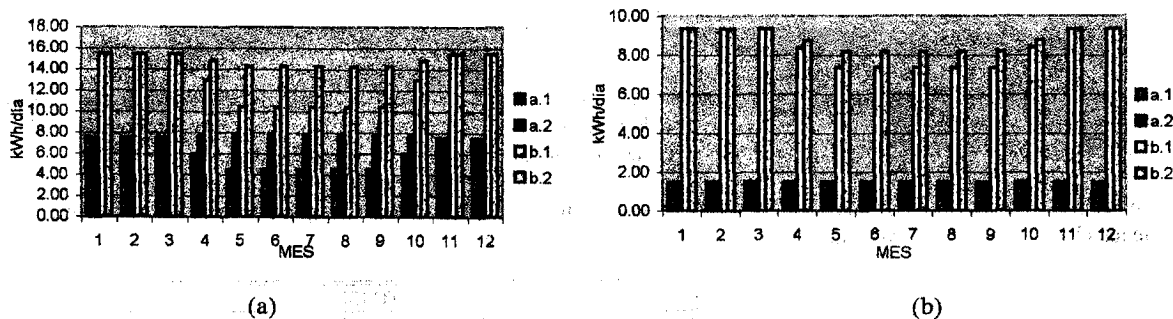 18.00
16.00
14.00
12.00
10.00
8.00
6.00
4.00
2.00
0.00
kWh/dia
1 2 3 4 5 6 7 8 9 10 11 12
MES
a.1
a.2
b.1
b.2
(a)
10.00
8.00
6.00
4.00
2.00
0.00
kWh/dia
1 2 3 4 5 6 7 8 9 10 11 12
MES
a.1
a.2
b.1
b.2
(b)